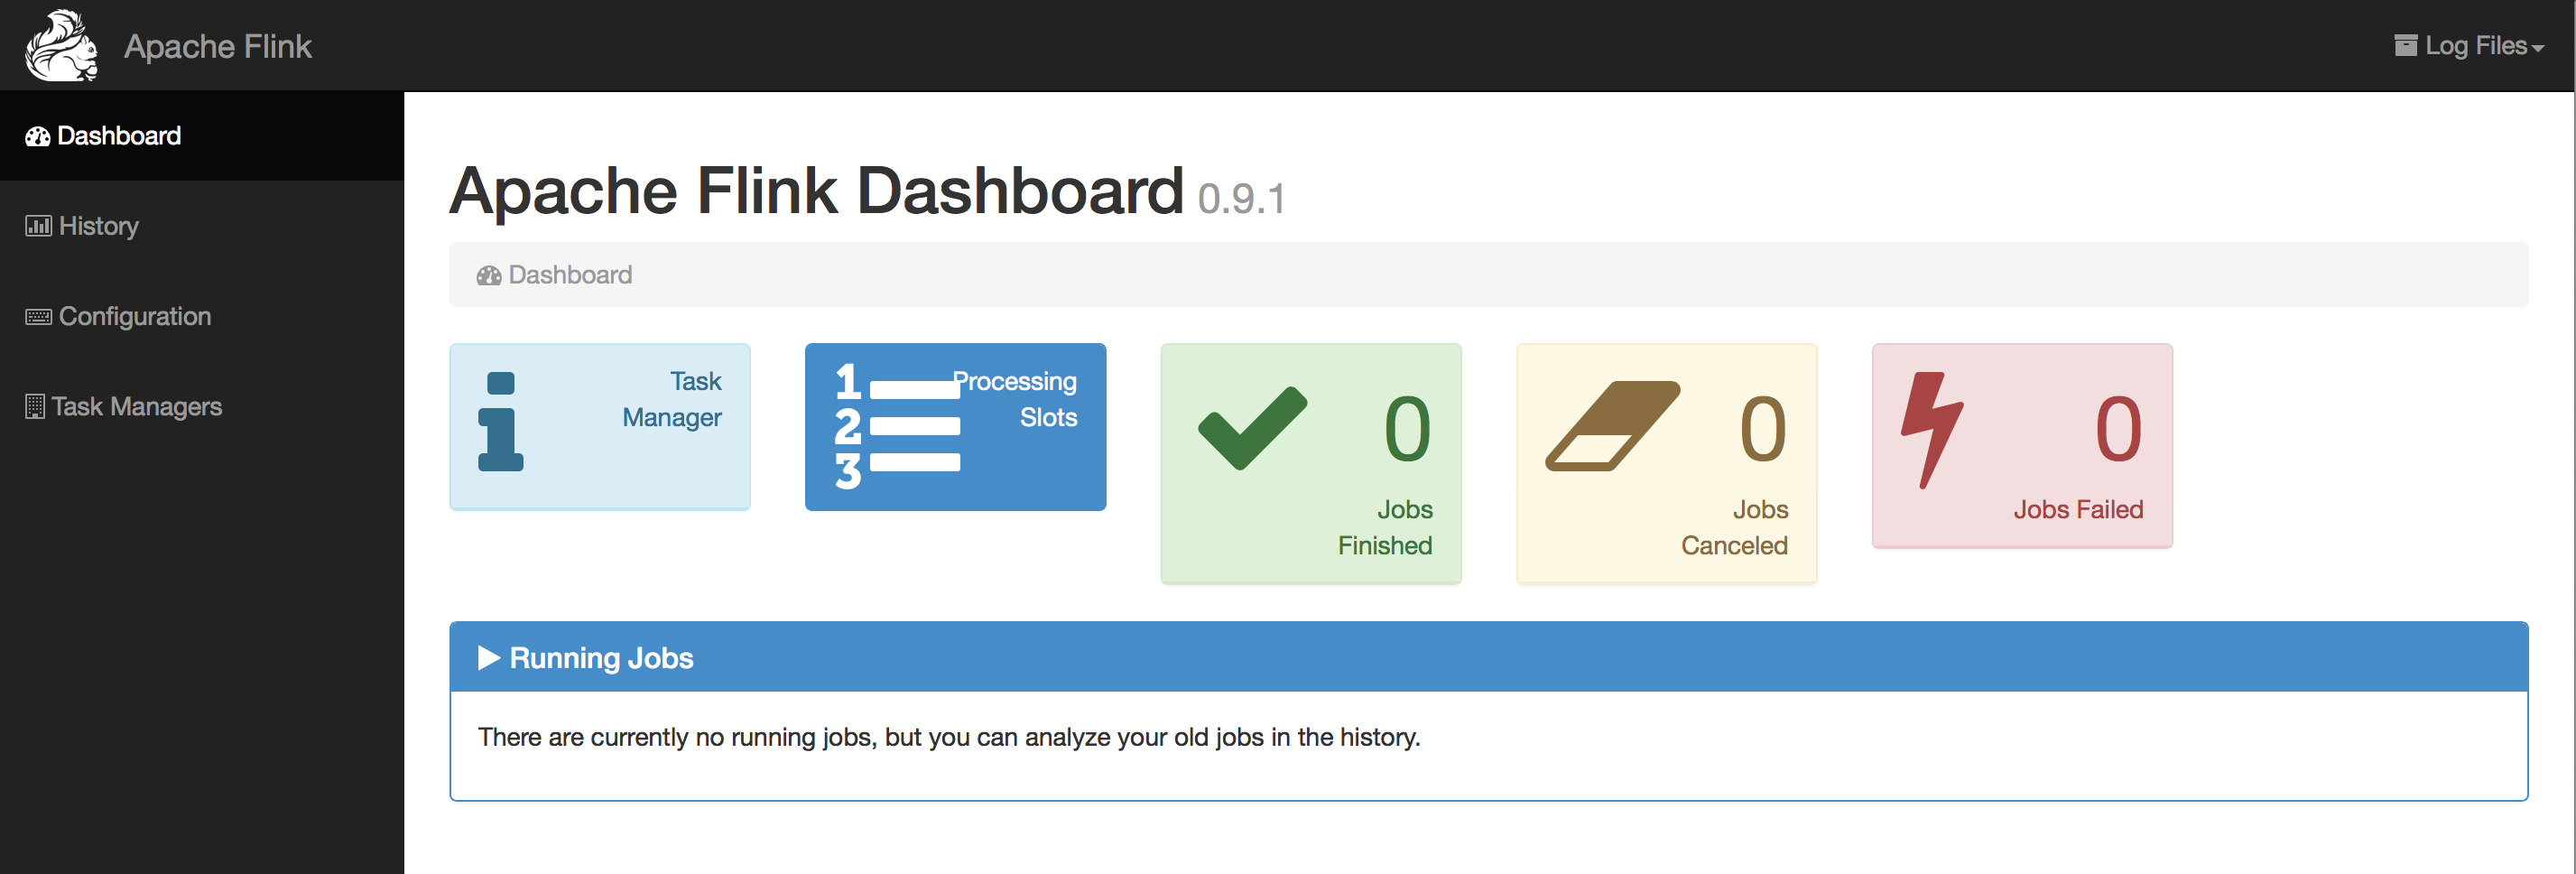 Apache Flink
Log Files
Dashboard
History
Configuration
Task Managers
Apache Flink Dashboard 0.9.1
Dashboard
Task
Manager
1
2
3
Processing
Slots
0
Jobs
Finished
0
Jobs
Canceled
0
Jobs Failed
Running Jobs
There are currently no running jobs, but you can analyze your old jobs in the history.